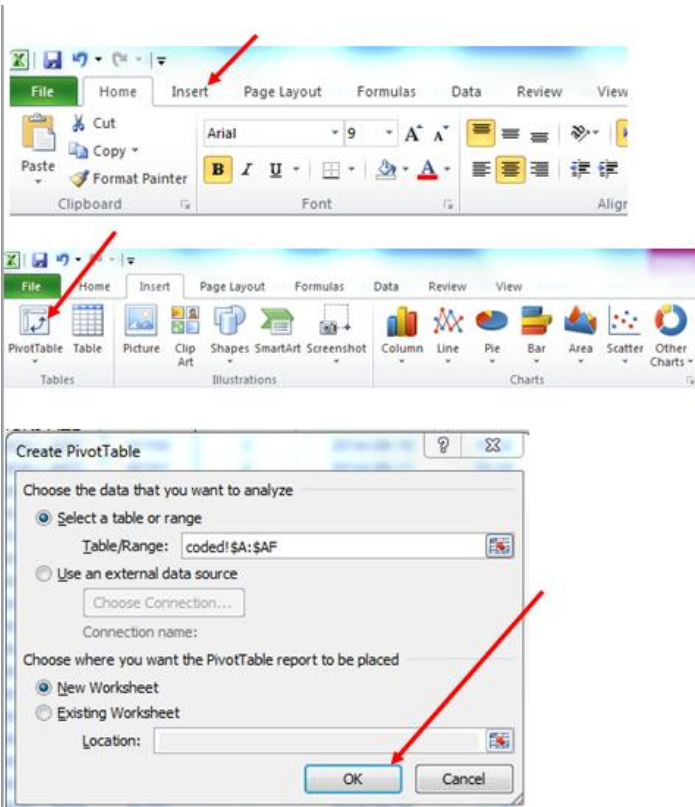 File Home Insert Page Layout Formulas Data Review View
Cut
Copy
Format Painter
Paste
Arial 9 A A
B I U A
Clipboard Font Alignr
File Home Insert Page Layout Formulas Data Review View
PivotTable Table Picture Clip Art Shapes SmartArt Screenshot Column Line Pie Bar Area Scatter Other Charts
Tables Illustrations Charts
Create PivotTable
Choose the data that you want to analyze
Select a table or range
Table/Range: coded!$A:$AF
Use an external data source
Choose Connection...
Connection name:
Choose where you want the PivotTable report to be placed
New Worksheet
Existing Worksheet
Location:
OK Cancel